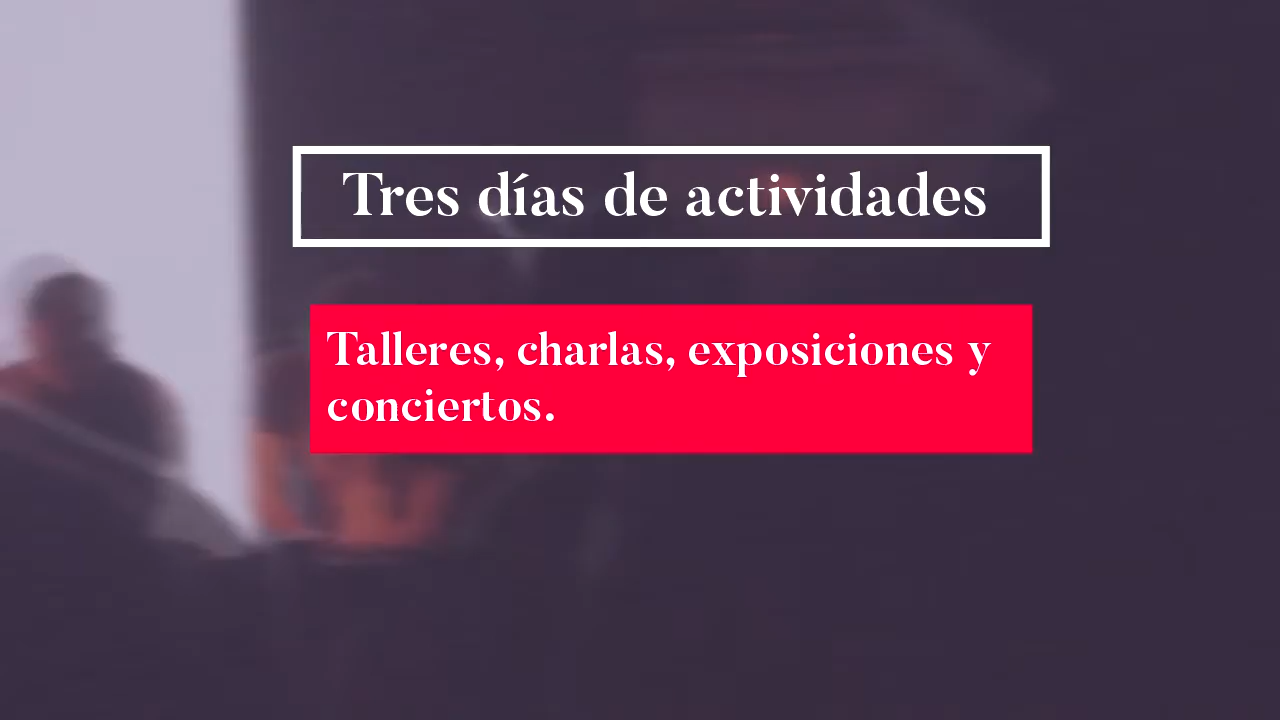 Tres días de actividades
Talleres, charlas, exposiciones y
conciertos.